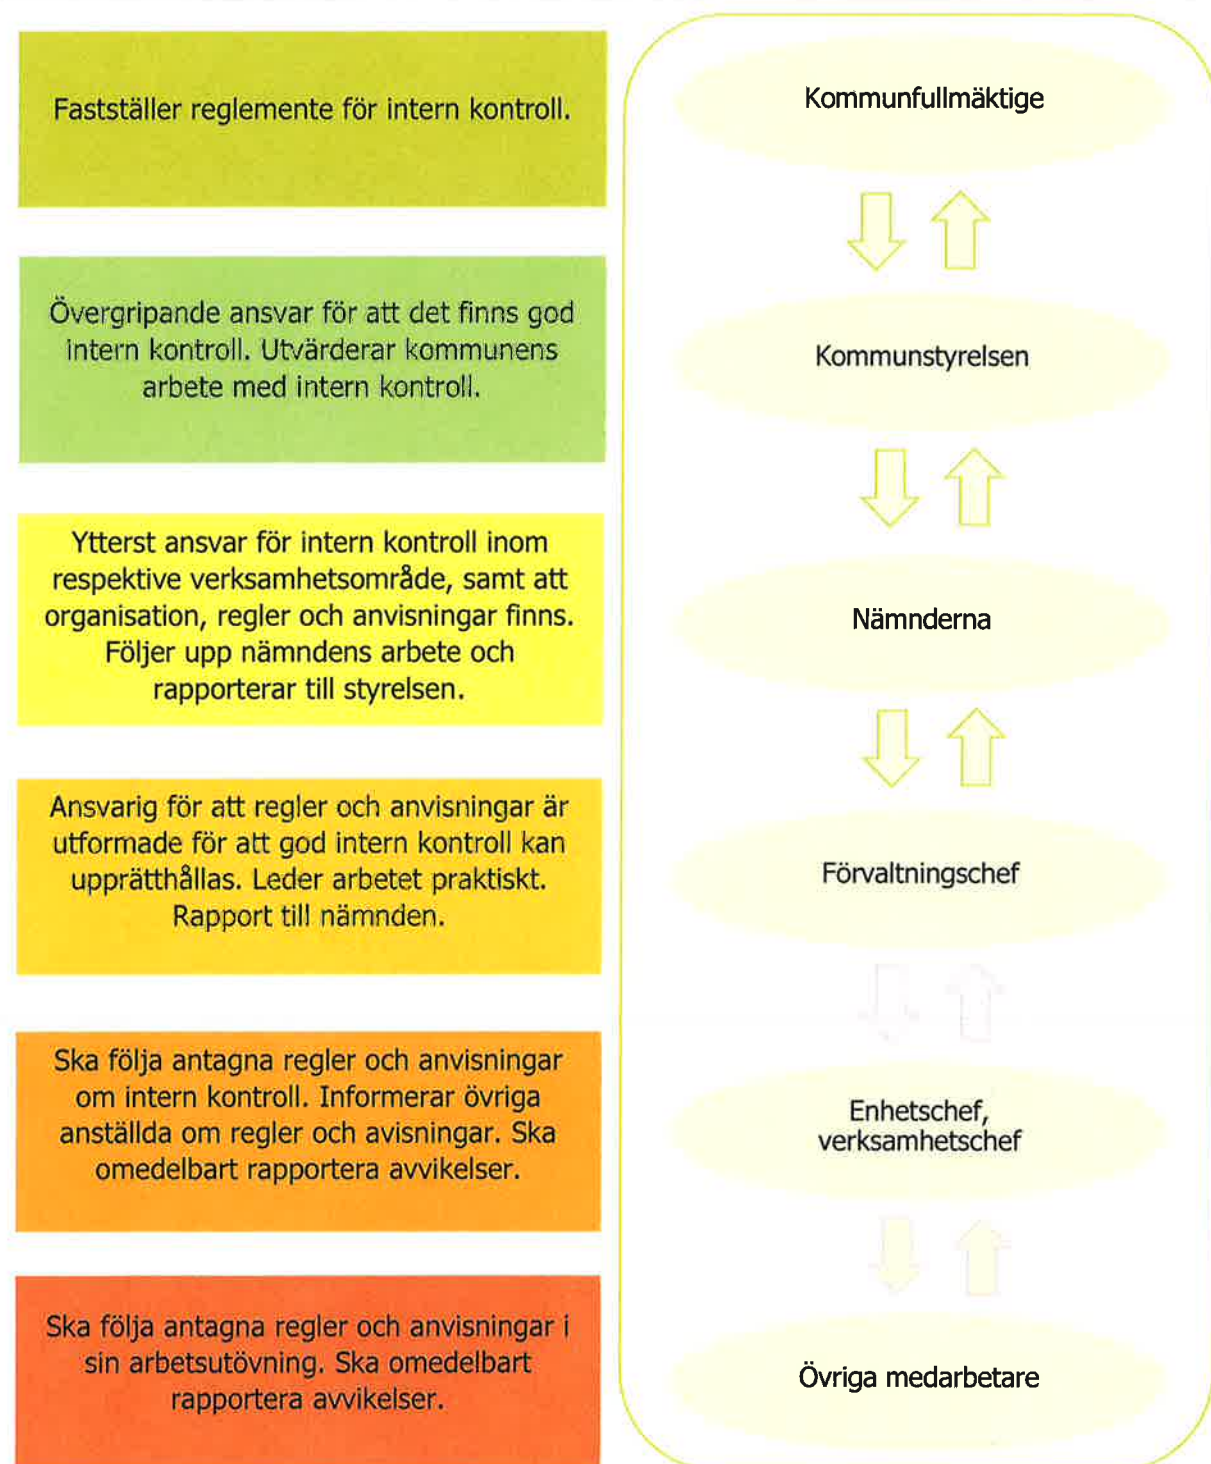 Fastställer reglemente för intern kontroll.
Kommunfullmäktige
Övergripande ansvar för att det finns god
intern kontroll. Utvärderar kommunens
arbete med intern kontroll.
Kommunstyrelsen
Ytterst ansvar för intern kontroll inom
respektive verksamhetsområde, samt att
organisation, regler och anvisningar finns.
Följer upp nämndens arbete och
rapporterar till styrelsen.
Nämnderna
Ansvarig för att regler och anvisningar är
utformade för att god intern kontroll kan
upprätthållas. Leder arbetet praktiskt.
Rapport till nämnden.
Förvaltningschef
Ska följa antagna regler och anvisningar
om intern kontroll. Informerar övriga
anställda om regler och avisningar. Ska
omedelbart rapportera avvikelser.
Enhetschef,
verksamhetschef
Ska följa antagna regler och anvisningar i
sin arbetsutövning. Ska omedelbart
rapportera avvikelser.
Övriga medarbetare